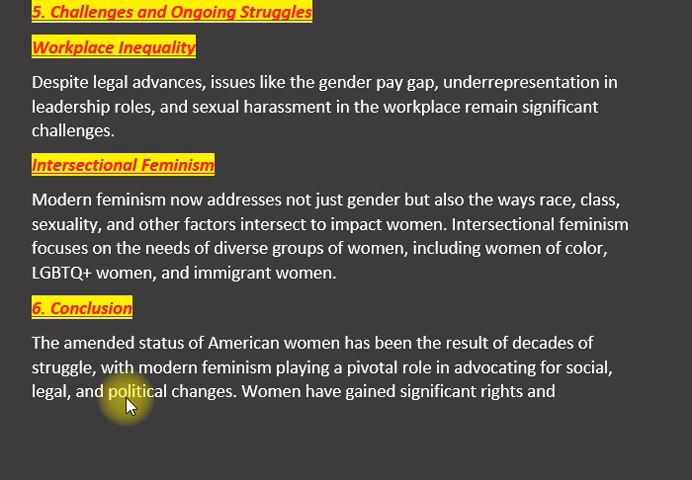 5. Challenges and Ongoing Struggles
Workplace Inequality
Despite legal advances, issues like the gender pay gap, underrepresentation in
leadership roles, and sexual harassment in the workplace remain significant
challenges.
Intersectional Feminism
Modern feminism now addresses not just gender but also the ways race, class,
sexuality, and other factors intersect to impact women. Intersectional feminism
focuses on the needs of diverse groups of women, including women of color,
LGBTQ+ women, and immigrant women.
6. Conclusion
The amended status of American women has been the result of decades of
struggle, with modern feminism playing a pivotal role in advocating for social,
legal, and political changes. Women have gained significant rights and